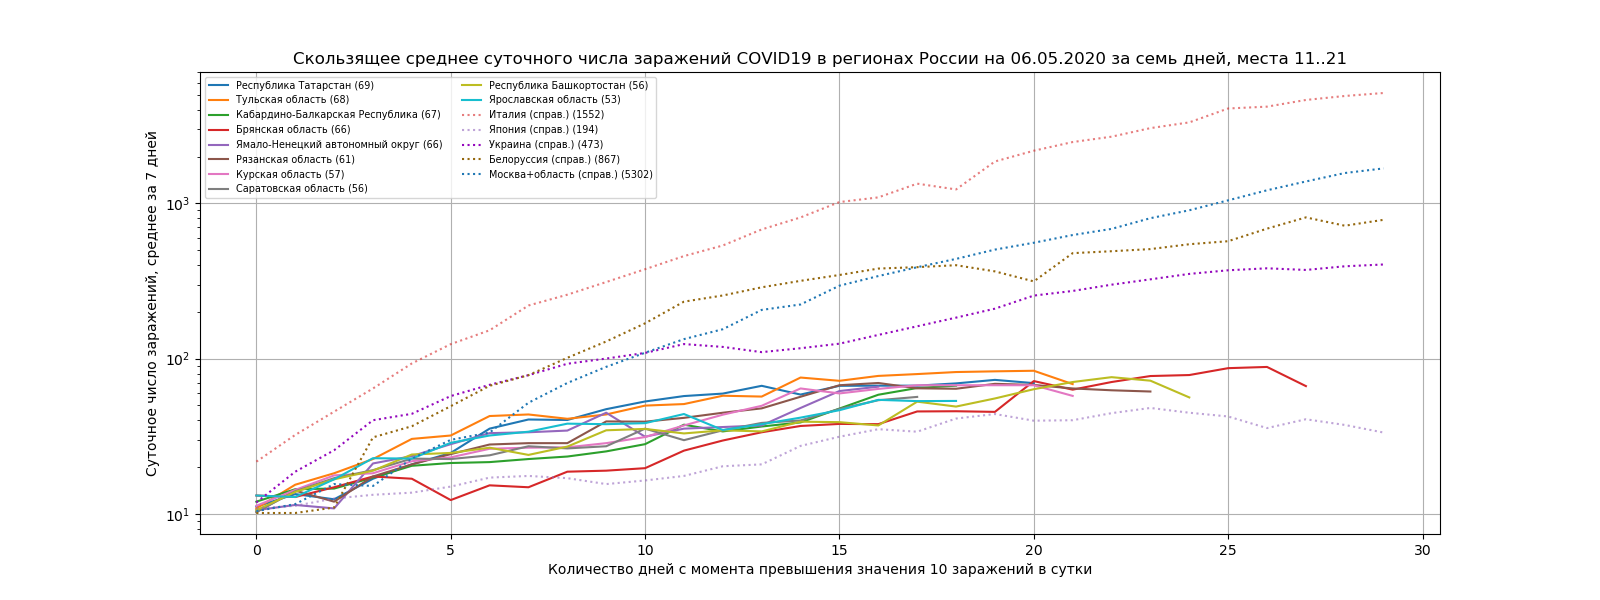 Скользящее среднее суточного числа заражений COVID19 в регионах России на 06.05.2020 за семь дней, места 11..21
Суточное число заражений, среднее за 7 дней
Республика Татарстан (69)
Тульская область (68)
Кабардино-Балкарская Республика (67)
Брянская область (66)
Ямало-Ненецкий автономный округ (66)
Рязанская область (61)
Курская область (57)
Саратовская область (56)
Республика Башкортостан (56)
Ярославская область (53)
Италия (справ.) (1552)
Япония (справ.) (194)
Украина (справ.) (473)
Белоруссия (справ.) (867)
Москва+область (справ.) (5302)
10³
10²
10¹
0 5 10 15 20 25 30
Количество дней с момента превышения значения 10 заражений в сутки